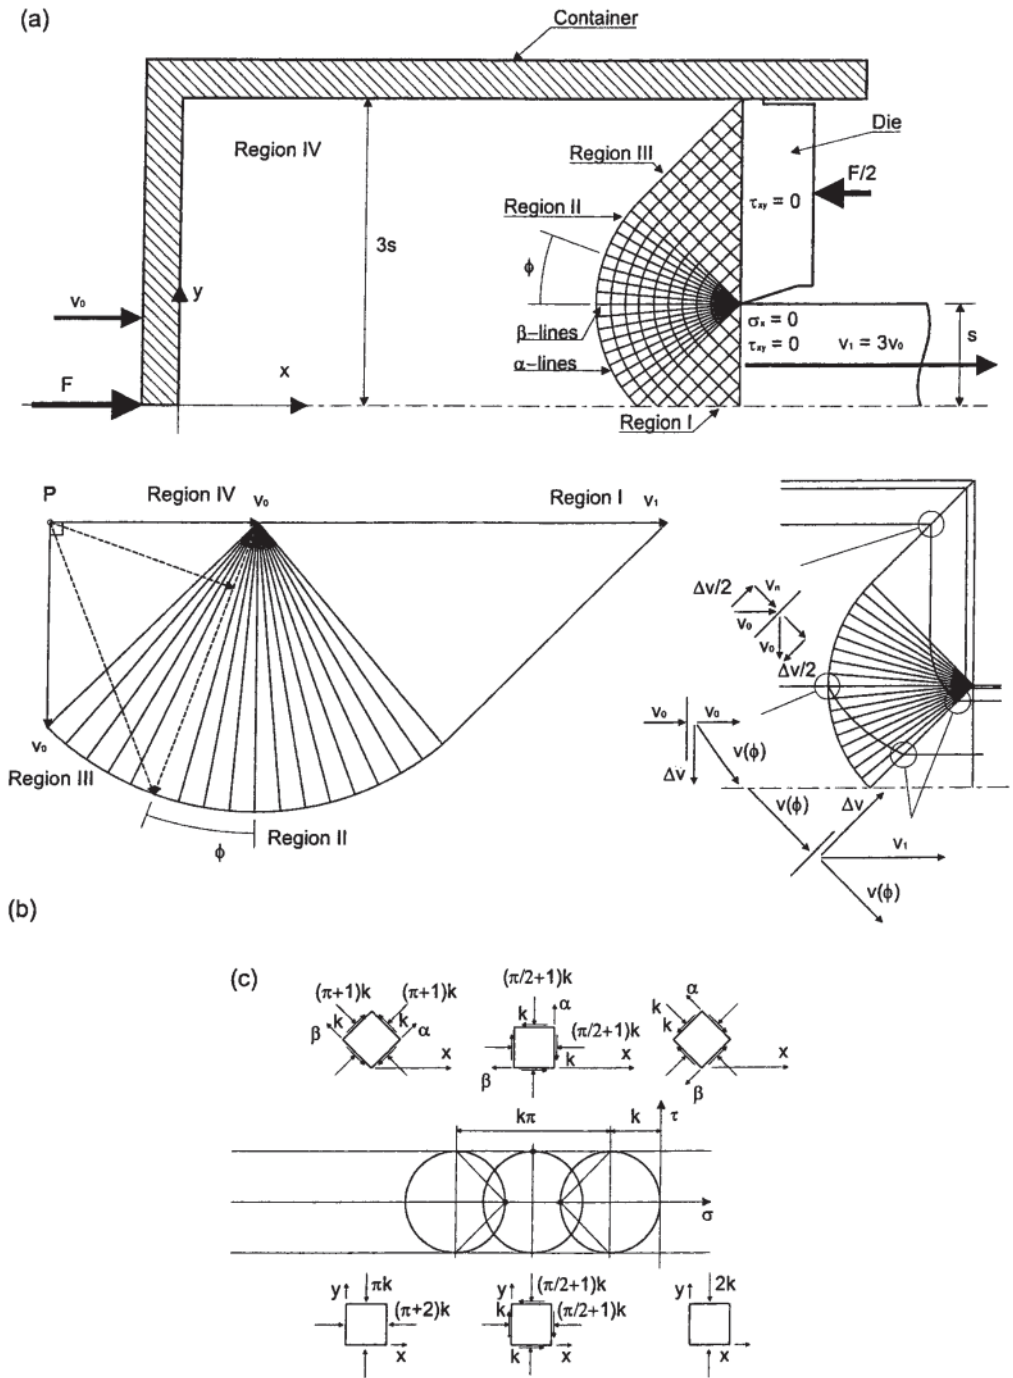 (a)
Container
Region IV
Region III
Die
F/2
Region II
τxy = 0
3s
ϕ
v₀
y
σx = 0
τxy = 0
v₁ = 3v₀
s
β-lines
α-lines
F
x
Region I
P
Region IV
v₀
Region I
v₁
Δv/2
vn
v₀
v₀
Δv/2
v₀
v₀
v₀
Region III
v(ϕ)
Δv
Region II
v(ϕ)
Δv
ϕ
v₁
v(ϕ)
(b)
(c)
(π/2+1)k
α
(π+1)k
(π+1)k
k
α
k
β
k
k
α
(π/2+1)k
k
k
x
x
x
β
β
kπ
k
τ
σ
y
πk
y
(π/2+1)k
y
2k
(π+2)k
k
(π/2+1)k
x
k
x
x